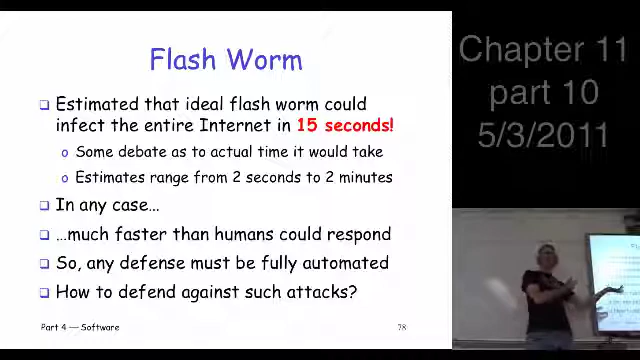 Flash Worm
Estimated that ideal flash worm could
infect the entire Internet in 15 seconds!
Some debate as to actual time it would take
Estimates range from 2 seconds to 2 minutes
In any case…
…much faster than humans could respond
So, any defense must be fully automated
How to defend against such attacks?
Part 4 — Software
78
Chapter 11
part 10
5/3/2011